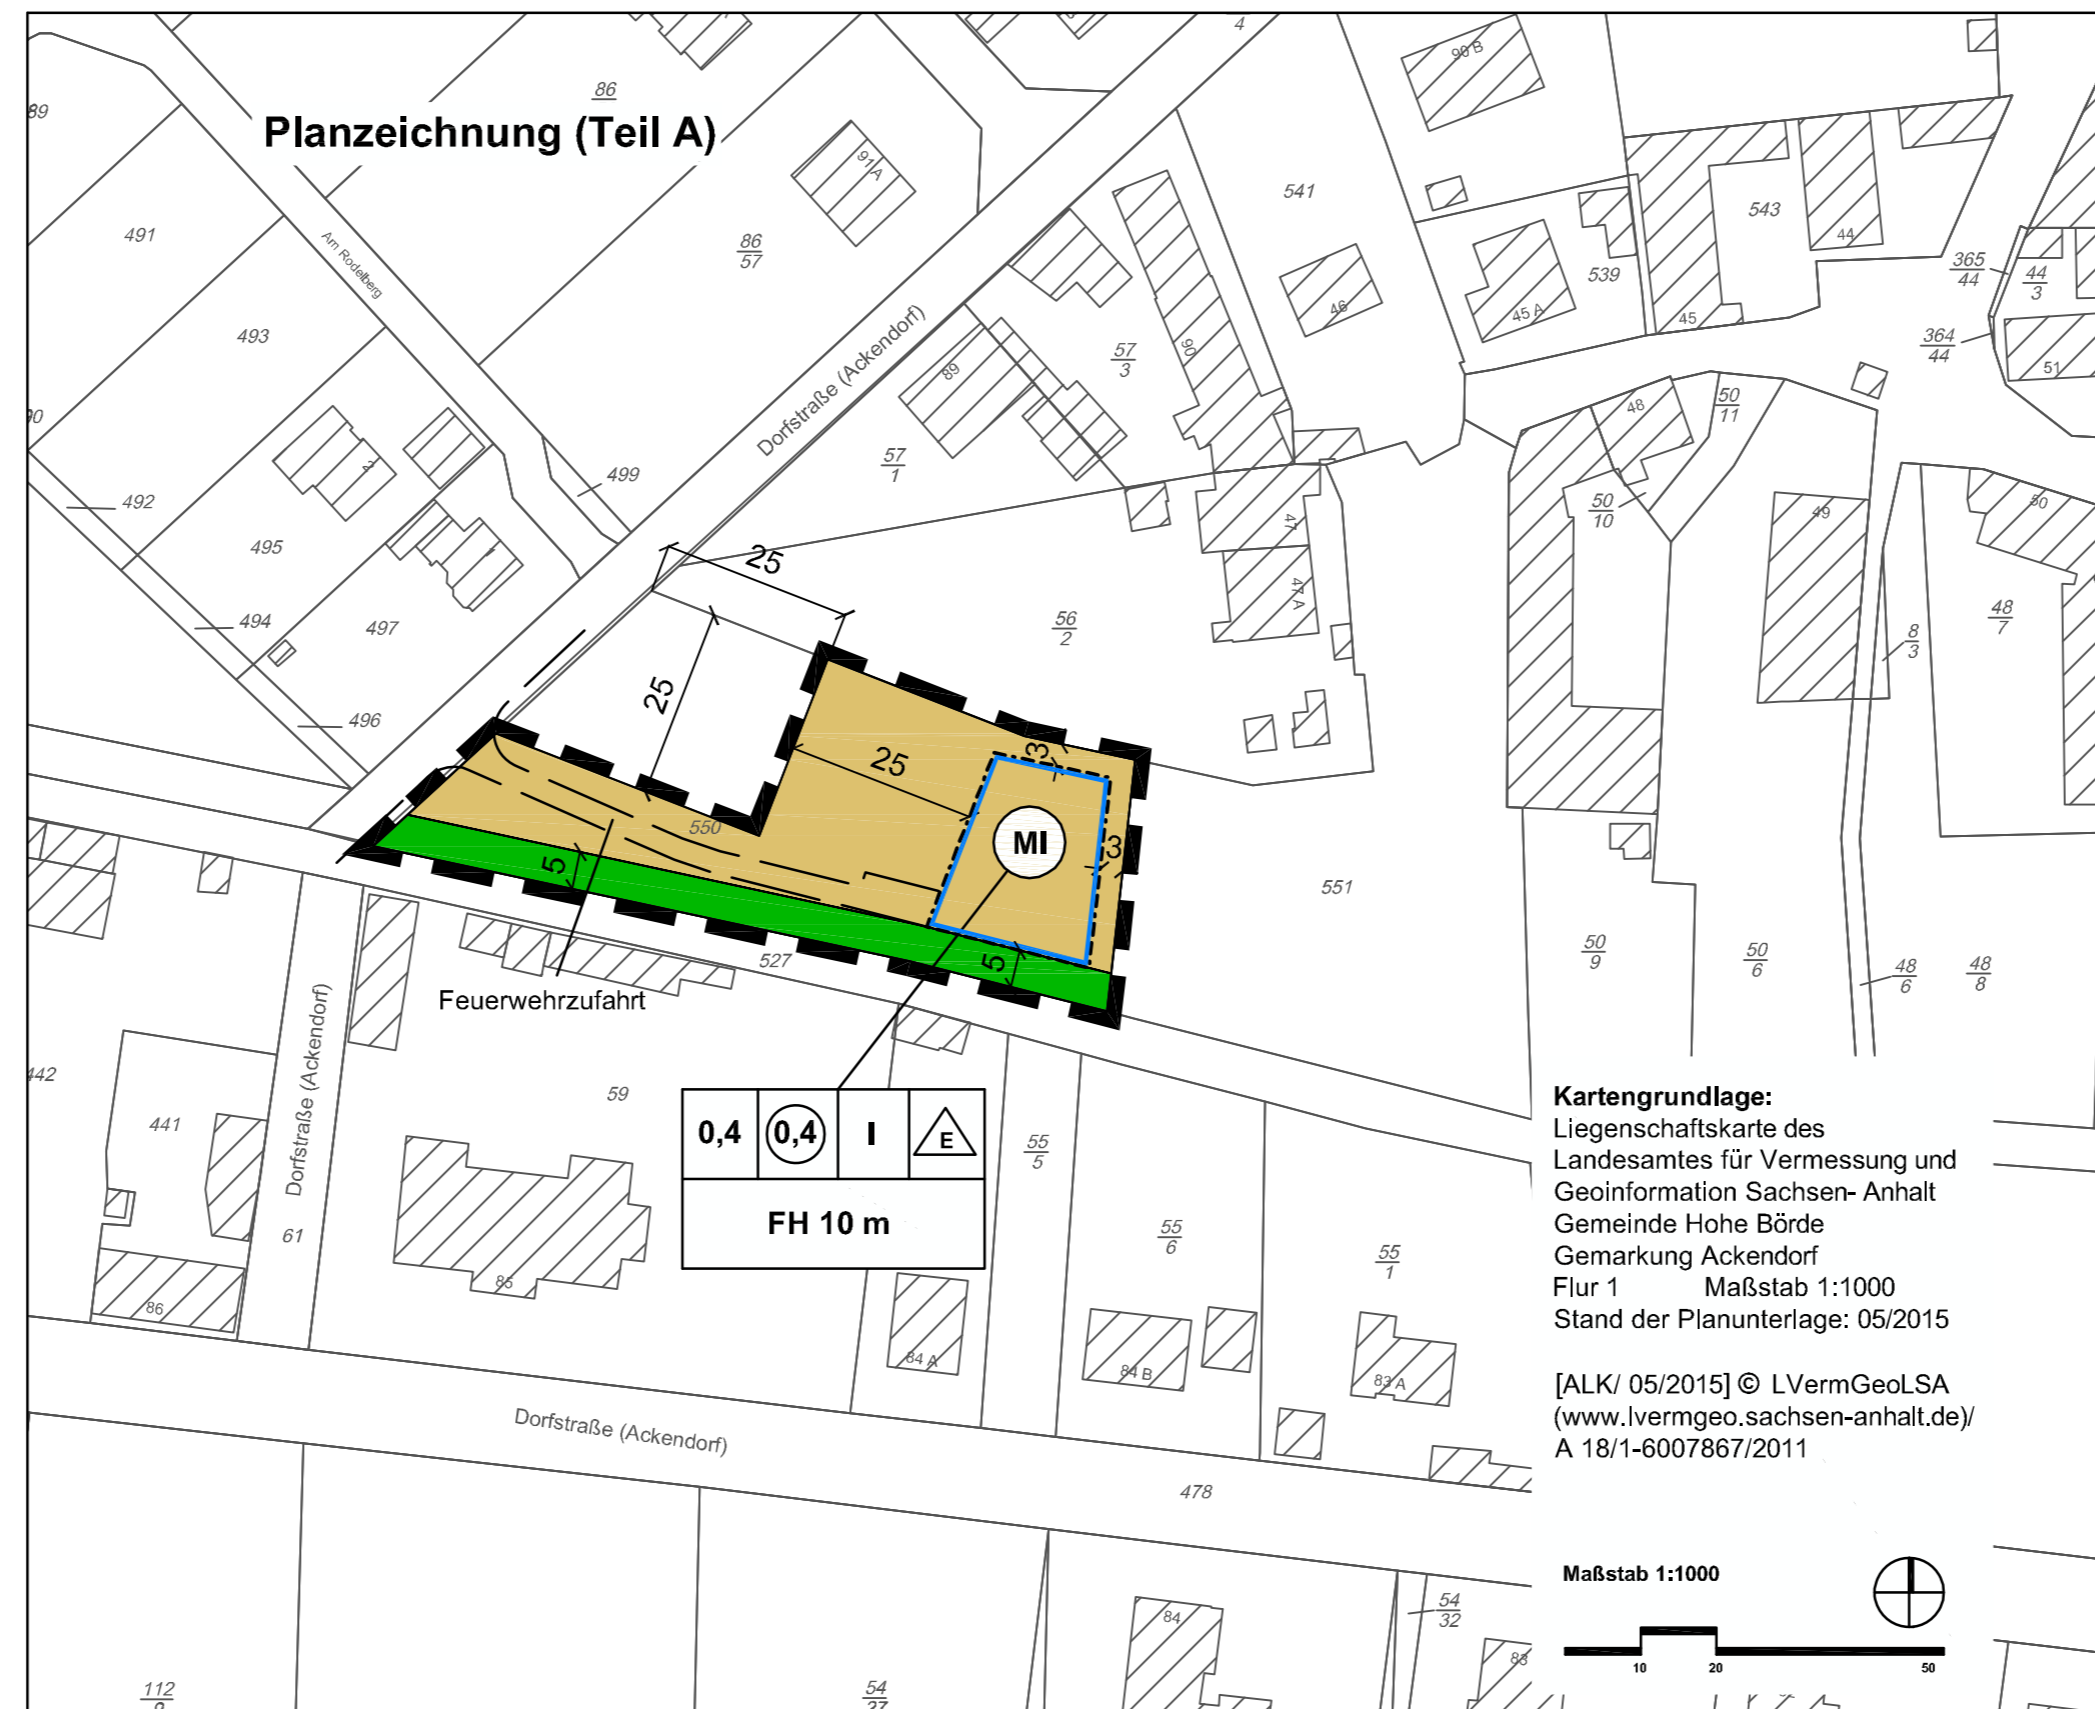 Planzeichnung (Teil A)
4
86
90 B
89
91 A
491
86
57
541
543
44
Am Rodelberg
539
365
44
44
3
46
45 A
45
493
Dorfstraße (Ackendorf)
57
3
90
364
44
51
89
90
2
57
1
48
50
11
492
499
47
50
10
49
50
495
25
47 A
494
497
56
2
48
7
8
3
25
496
3
25
550
MI
3
5
551
527
5
50
9
50
6
48
6
48
8
Feuerwehrzufahrt
Dorfstraße (Ackendorf)
442
441
59
61
0,4
0,4
I
E
FH 10 m
55
5
55
6
55
1
86
85
84 A
84 B
83 A
Kartengrundlage:
Liegenschaftskarte des
Landesamtes für Vermessung und
Geoinformation Sachsen- Anhalt
Gemeinde Hohe Börde
Gemarkung Ackendorf
Flur 1 Maßstab 1:1000
Stand der Planunterlage: 05/2015
[ALK/ 05/2015] © LVermGeoLSA
(www.lvermgeo.sachsen-anhalt.de)/
A 18/1-6007867/2011
Dorfstraße (Ackendorf)
478
Maßstab 1:1000
10 20 50
54
32
84
83
112
54
27